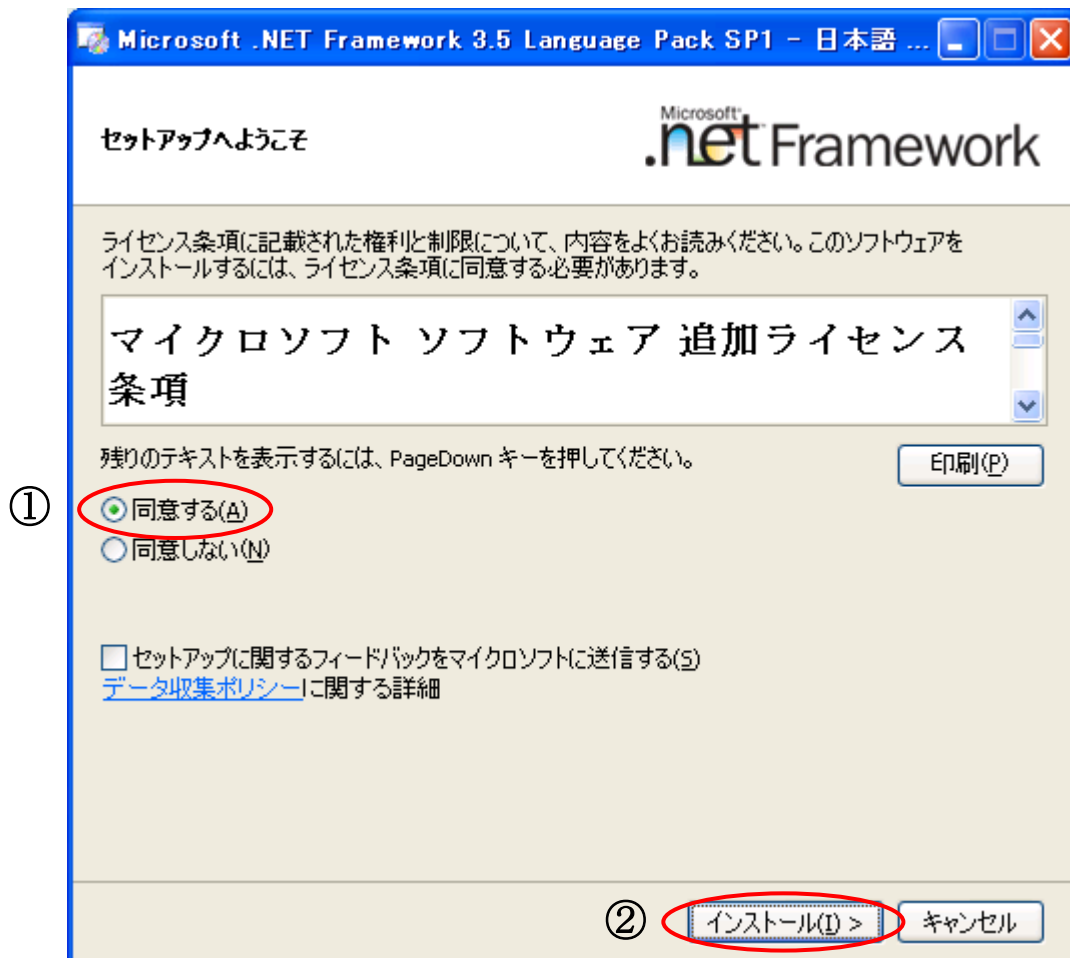 Microsoft .NET Framework 3.5 Language Pack SP1 - 日本語 ...
セットアップへようこそ
Microsoft
.net Framework
ライセンス条項に記載された権利と制限について、内容をよくお読みください。このソフトウェアを
インストールするには、ライセンス条項に同意する必要があります。
マイクロソフト ソフトウェア 追加ライセンス
条項
残りのテキストを表示するには、PageDown キーを押してください。
印刷(P)
①
同意する(A)
同意しない(N)
セットアップに関するフィードバックをマイクロソフトに送信する(S)
データ収集ポリシーに関する詳細
②
インストール(I) >
キャンセル